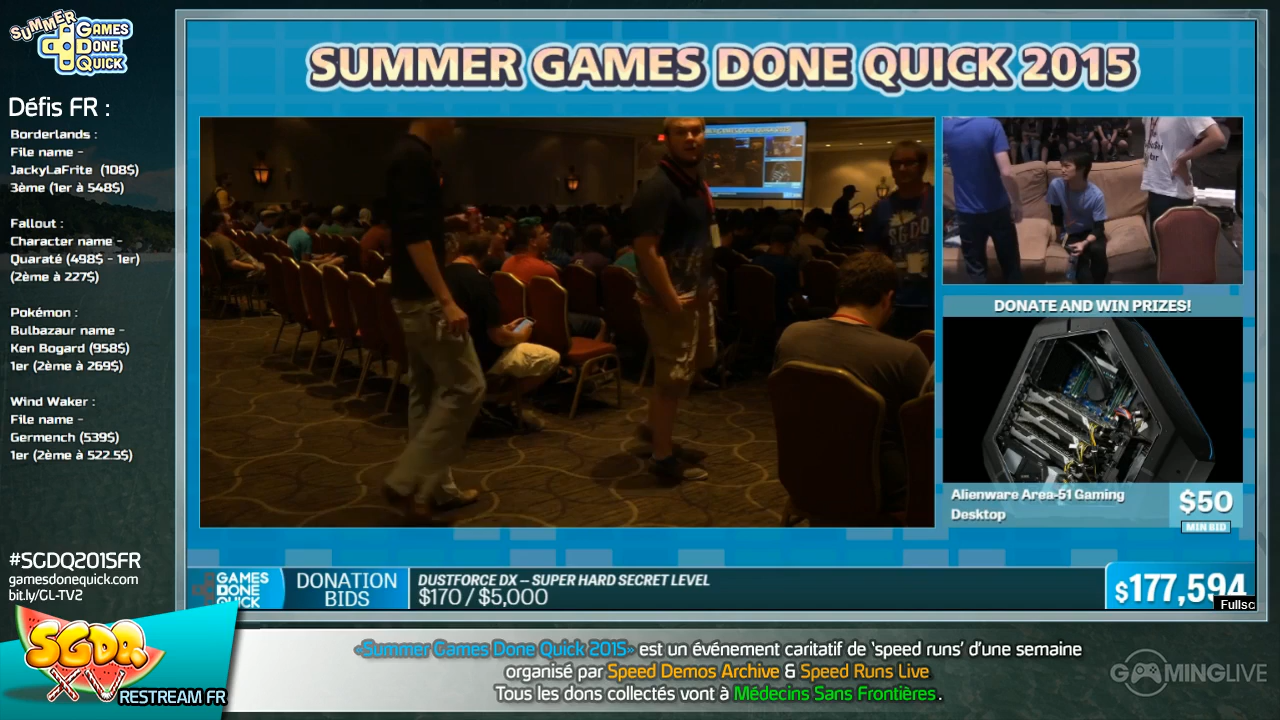 SUMMER
GAMES
DONE
QUICK
SUMMER GAMES DONE QUICK 2015
Défis FR :
Borderlands :
File name -
JackyLaFrite (108$)
3ème (1er à 548$)
Fallout :
Character name -
Quaraté (498$ - 1er)
(2ème à 227$)
Pokémon :
Bulbazaur name -
Ken Bogard (958$)
1er (2ème à 269$)
Wind Waker :
File name -
Germench (539$)
1er (2ème à 522.5$)
#SGDQ2015FR
gamesdonequick.com
bit.ly/GL-TV2
SGDQ
DONATE AND WIN PRIZES!
Alienware Area-51 Gaming
Desktop
$50
MIN BID
GAMES
DONE
QUICK
DONATION
BIDS
DUSTFORCE DX – SUPER HARD SECRET LEVEL
$170 / $5,000
$177,594
Fullsc
SGDQ
RESTREAM FR
«Summer Games Done Quick 2015» est un événement caritatif de 'speed runs' d'une semaine
organisé par Speed Demos Archive & Speed Runs Live
Tous les dons collectés vont à Médecins Sans Frontières.
GAMINGLIVE